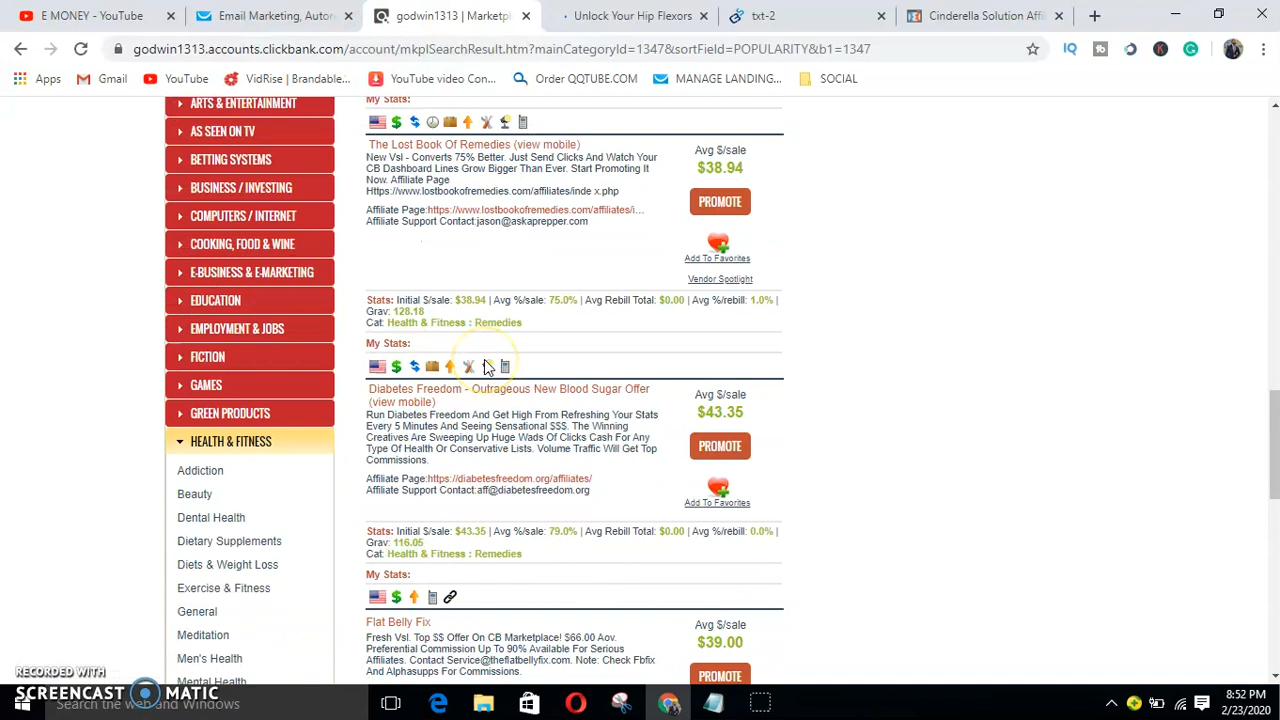 E MONEY - YouTube
Email Marketing, Autor
godwin1313 | Marketpl
Unlock Your Hip Flexors
txt-2
Cinderella Solution Affi
godwin1313.accounts.clickbank.com/account/mkplSearchResult.htm?mainCategoryId=1347&sortField=POPULARITY&b1=1347
Apps
Gmail
YouTube
VidRise | Brandable...
YouTube video Con...
Order QQTUBE.COM
MANAGE LANDING...
SOCIAL
ARTS & ENTERTAINMENT
AS SEEN ON TV
BETTING SYSTEMS
BUSINESS / INVESTING
COMPUTERS / INTERNET
COOKING, FOOD & WINE
E-BUSINESS & E-MARKETING
EDUCATION
EMPLOYMENT & JOBS
FICTION
GAMES
GREEN PRODUCTS
HEALTH & FITNESS
Addiction
Beauty
Dental Health
Dietary Supplements
Diets & Weight Loss
Exercise & Fitness
General
Meditation
Men's Health
Mental Health
My Stats:
The Lost Book Of Remedies (view mobile)
New Vsl - Converts 75% Better. Just Send Clicks And Watch Your
CB Dashboard Lines Grow Bigger Than Ever. Start Promoting It
Now. Affiliate Page
Https://www.lostbookofremedies.com/affiliates/inde x.php
Affiliate Page:https://www.lostbookofremedies.com/affiliates/i...
Affiliate Support Contact:jason@askaprepper.com
Avg $/sale
$38.94
PROMOTE
Add To Favorites
Vendor Spotlight
Stats: Initial $/sale: $38.94 | Avg %/sale: 75.0% | Avg Rebill Total: $0.00 | Avg %/rebill: 1.0% |
Grav: 128.18
Cat: Health & Fitness : Remedies
My Stats:
Diabetes Freedom - Outrageous New Blood Sugar Offer
(view mobile)
Run Diabetes Freedom And Get High From Refreshing Your Stats
Every 5 Minutes And Seeing Sensational $$$. The Winning
Creatives Are Sweeping Up Huge Wads Of Clicks Cash For Any
Type Of Health Or Conservative Lists. Volume Traffic Will Get Top
Commissions.
Affiliate Page:https://diabetesfreedom.org/affiliates/
Affiliate Support Contact:aff@diabetesfreedom.org
Avg $/sale
$43.35
PROMOTE
Add To Favorites
Stats: Initial $/sale: $43.35 | Avg %/sale: 79.0% | Avg Rebill Total: $0.00 | Avg %/rebill: 0.0% |
Grav: 116.05
Cat: Health & Fitness : Remedies
My Stats:
Flat Belly Fix
Fresh Vsl. Top $$ Offer On CB Marketplace! $66.00 Aov.
Preferential Commission Up To 90% Available For Serious
Affiliates. Contact Service@theflatbellyfix.com. Note: Check Fbfix
And Alphasupps For Commissions.
Avg $/sale
$39.00
PROMOTE
RECORDED WITH
SCREENCAST MATIC
Search the web and Windows
8:52 PM
2/23/2020